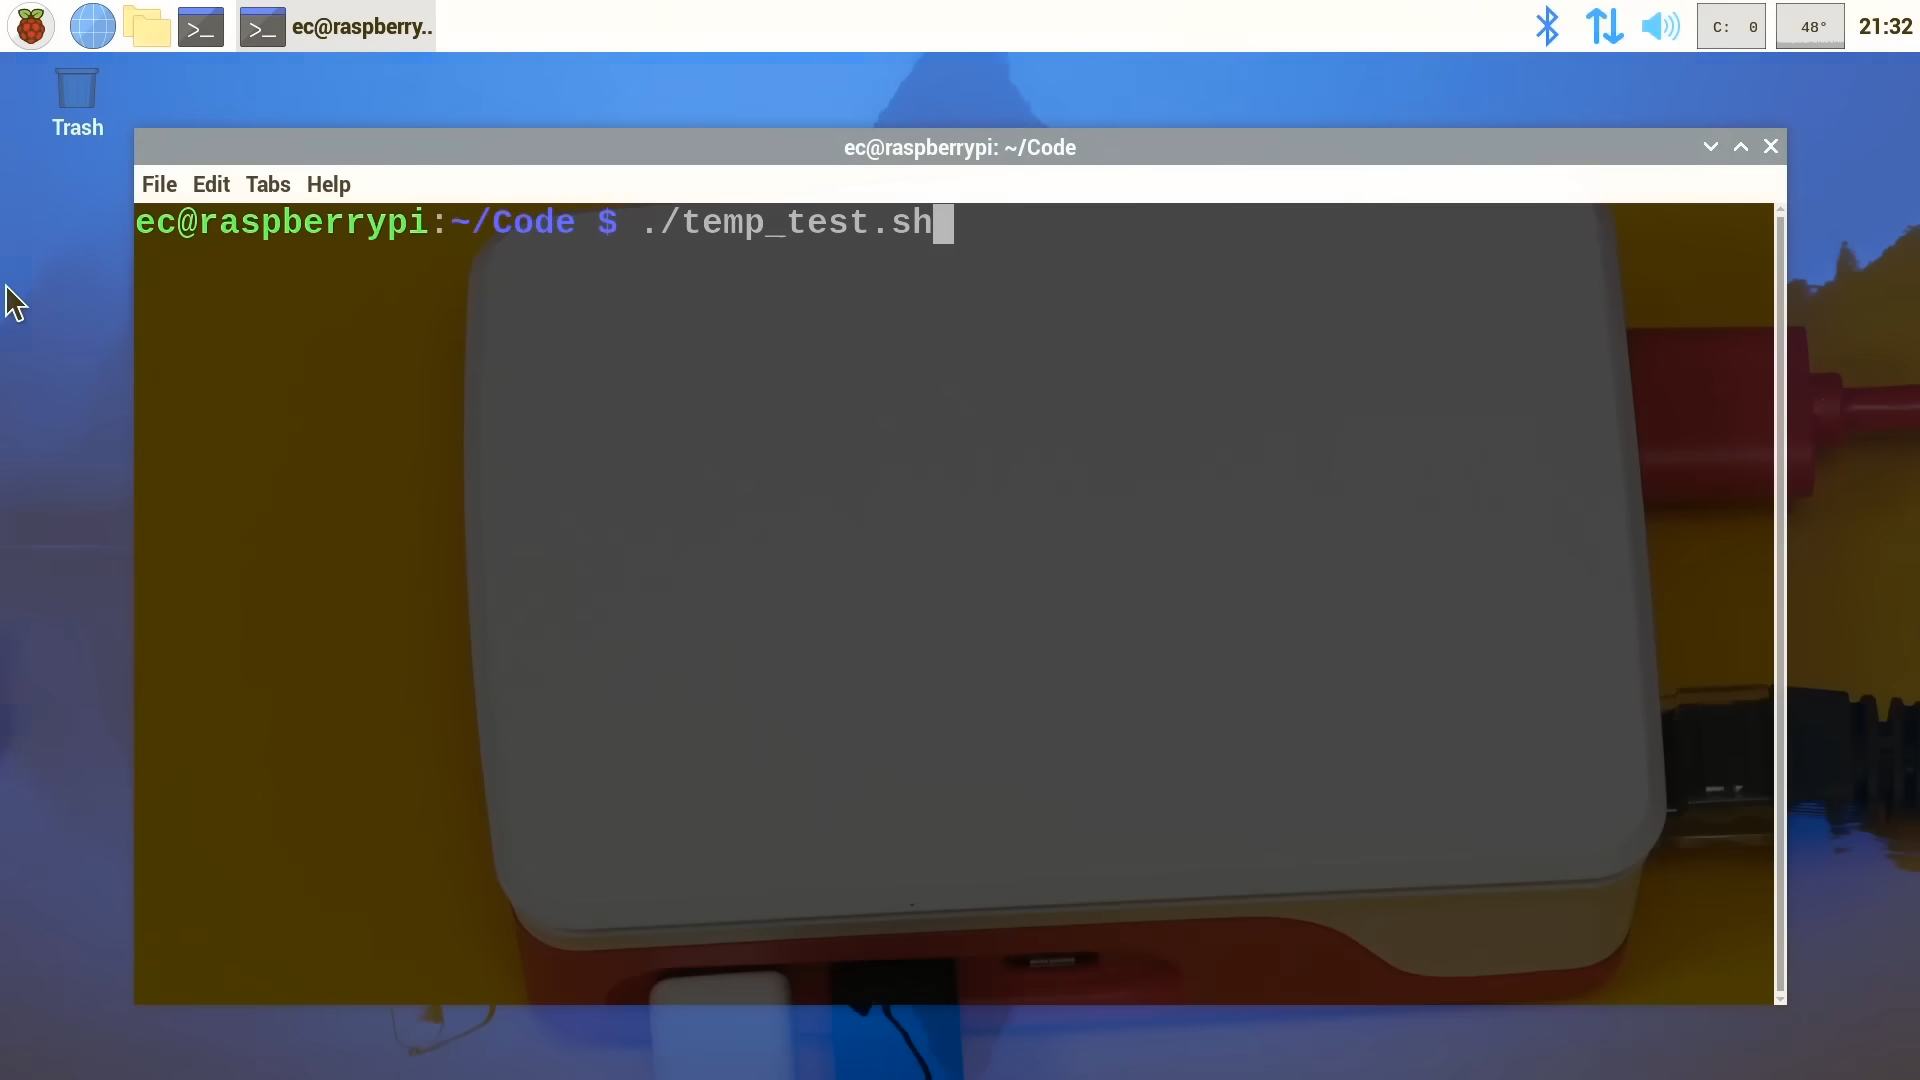 >_ >_ ec@raspberry.. C: 0 48° 21:32
Trash
ec@raspberrypi: ~/Code
File Edit Tabs Help
ec@raspberrypi:~/Code $ ./temp_test.sh